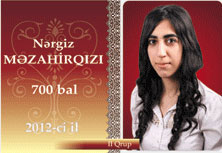 Nərgiz
MƏZAHİRQIZI
700 bal
2012-ci il
II Qrup